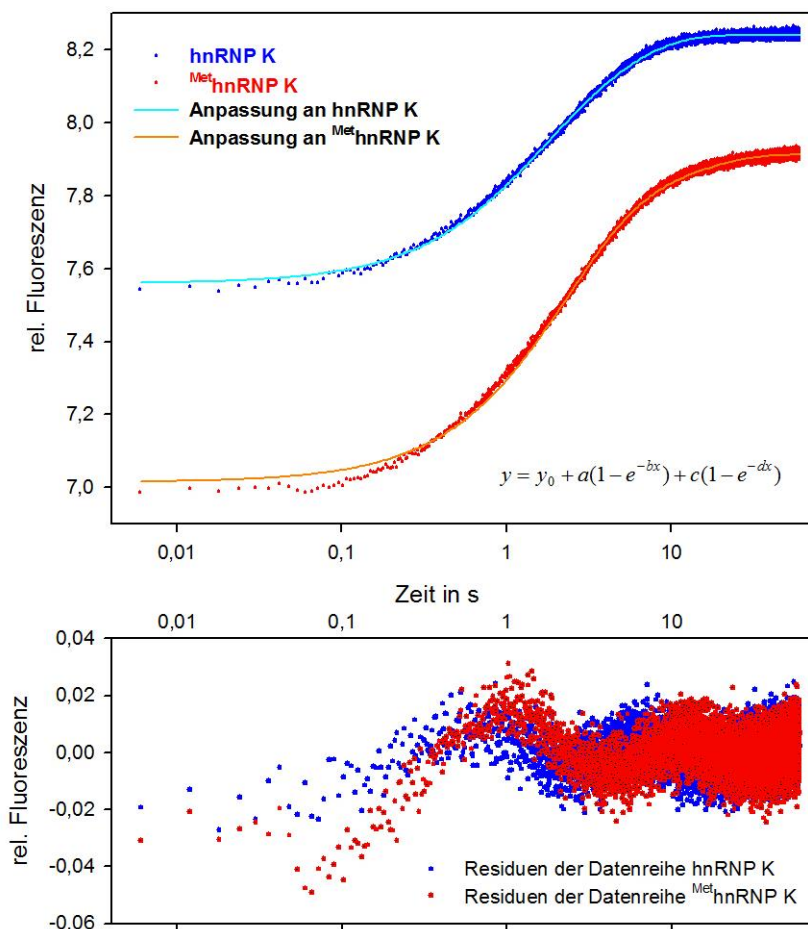 8,2
8,0
7,8
7,6
7,4
7,2
7,0
rel. Fluoreszenz
hnRNP K
MethnRNP K
Anpassung an hnRNP K
Anpassung an MethnRNP K
y = y0 + a(1 − e^−bx) + c(1 − e^−dx)
0,01 0,1 1 10
Zeit in s
0,01 0,1 1 10
0,04
0,02
0,00
-0,02
-0,04
-0,06
rel. Fluoreszenz
Residuen der Datenreihe hnRNP K
Residuen der Datenreihe MethnRNP K